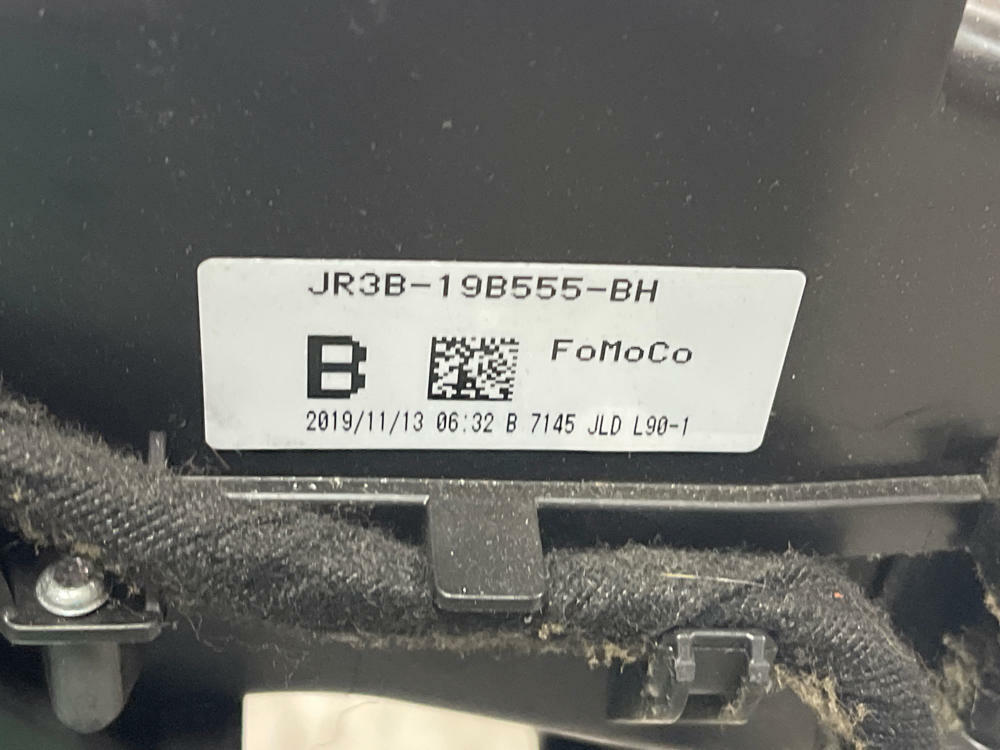 JR3B-19B555-BH
B
FoMoCo
2019/11/13 06:32 B 7145 JLD L90-1